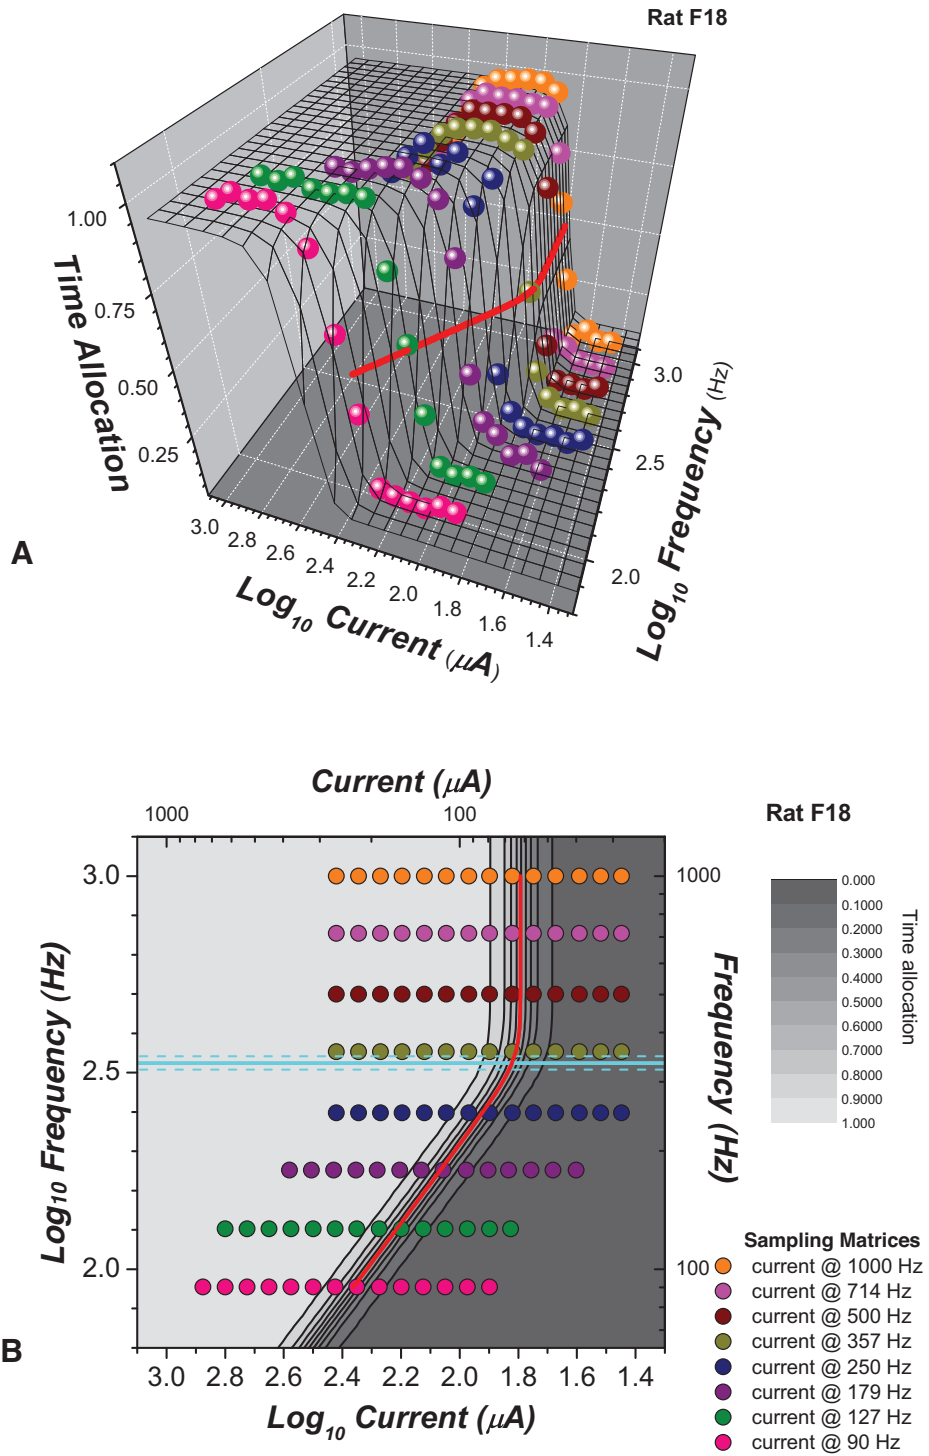 Rat F18
1.00
0.75
0.50
0.25
Time Allocation
3.0
2.8
2.6
2.4
2.2
2.0
1.8
1.6
1.4
Log10 Current (μA)
3.0
2.5
2.0
Log10 Frequency (Hz)
A
Current (μA)
1000
100
Rat F18
3.0
2.5
2.0
Log10 Frequency (Hz)
1000
100
Frequency (Hz)
0.000
0.1000
0.2000
0.3000
0.4000
0.5000
0.6000
0.7000
0.8000
0.9000
1.000
Time allocation
3.0 2.8 2.6 2.4 2.2 2.0 1.8 1.6 1.4
Log10 Current (μA)
B
Sampling Matrices
current @ 1000 Hz
current @ 714 Hz
current @ 500 Hz
current @ 357 Hz
current @ 250 Hz
current @ 179 Hz
current @ 127 Hz
current @ 90 Hz